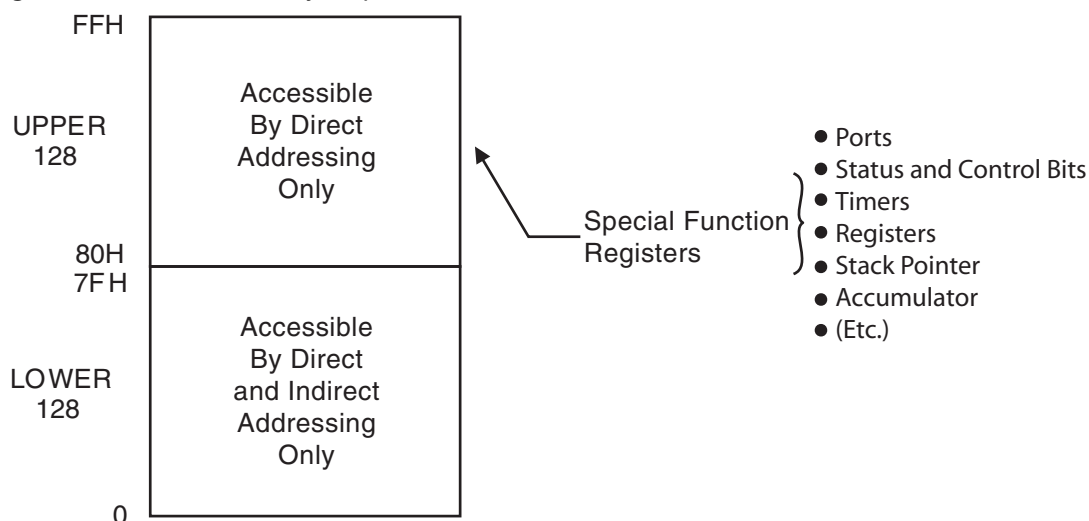 FFH
UPPER
128
80H
7FH
LOWER
128
0
Accessible
By Direct
Addressing
Only
Accessible
By Direct
and Indirect
Addressing
Only
Special Function
Registers
• Ports
• Status and Control Bits
• Timers
• Registers
• Stack Pointer
• Accumulator
• (Etc.)